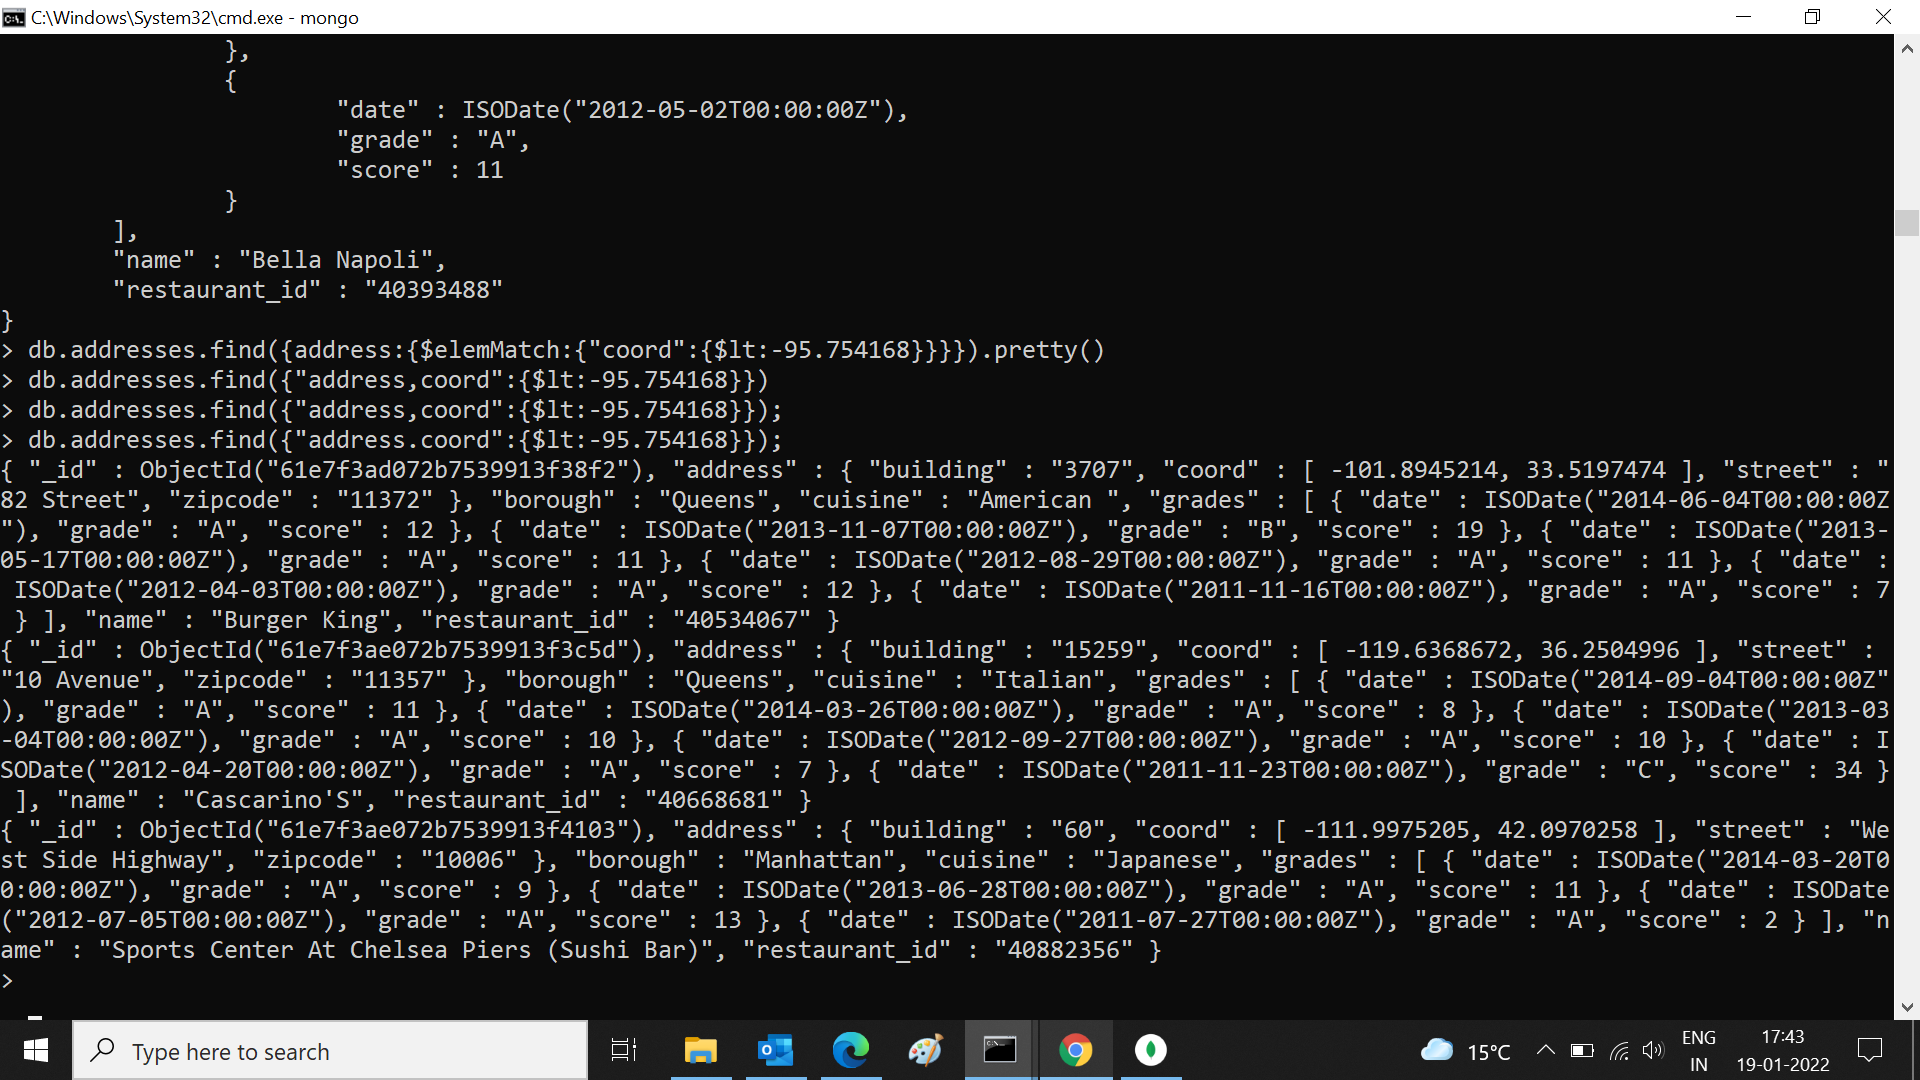 C:\Windows\System32\cmd.exe - mongo
},
{
"date" : ISODate("2012-05-02T00:00:00Z"),
"grade" : "A",
"score" : 11
}
],
"name" : "Bella Napoli",
"restaurant_id" : "40393488"
}
> db.addresses.find({address:{$elemMatch:{"coord":{$lt:-95.754168}}}}).pretty()
> db.addresses.find({"address,coord":{$lt:-95.754168}})
> db.addresses.find({"address,coord":{$lt:-95.754168}});
> db.addresses.find({"address.coord":{$lt:-95.754168}});
{ "_id" : ObjectId("61e7f3ad072b7539913f38f2"), "address" : { "building" : "3707", "coord" : [ -101.8945214, 33.5197474 ], "street" : "
82 Street", "zipcode" : "11372" }, "borough" : "Queens", "cuisine" : "American ", "grades" : [ { "date" : ISODate("2014-06-04T00:00:00Z
"), "grade" : "A", "score" : 12 }, { "date" : ISODate("2013-11-07T00:00:00Z"), "grade" : "B", "score" : 19 }, { "date" : ISODate("2013-
05-17T00:00:00Z"), "grade" : "A", "score" : 11 }, { "date" : ISODate("2012-08-29T00:00:00Z"), "grade" : "A", "score" : 11 }, { "date" :
ISODate("2012-04-03T00:00:00Z"), "grade" : "A", "score" : 12 }, { "date" : ISODate("2011-11-16T00:00:00Z"), "grade" : "A", "score" : 7
} ], "name" : "Burger King", "restaurant_id" : "40534067" }
{ "_id" : ObjectId("61e7f3ae072b7539913f3c5d"), "address" : { "building" : "15259", "coord" : [ -119.6368672, 36.2504996 ], "street" :
"10 Avenue", "zipcode" : "11357" }, "borough" : "Queens", "cuisine" : "Italian", "grades" : [ { "date" : ISODate("2014-09-04T00:00:00Z"
), "grade" : "A", "score" : 11 }, { "date" : ISODate("2014-03-26T00:00:00Z"), "grade" : "A", "score" : 8 }, { "date" : ISODate("2013-03
-04T00:00:00Z"), "grade" : "A", "score" : 10 }, { "date" : ISODate("2012-09-27T00:00:00Z"), "grade" : "A", "score" : 10 }, { "date" : I
SODate("2012-04-20T00:00:00Z"), "grade" : "A", "score" : 7 }, { "date" : ISODate("2011-11-23T00:00:00Z"), "grade" : "C", "score" : 34 }
], "name" : "Cascarino'S", "restaurant_id" : "40668681" }
{ "_id" : ObjectId("61e7f3ae072b7539913f4103"), "address" : { "building" : "60", "coord" : [ -111.9975205, 42.0970258 ], "street" : "We
st Side Highway", "zipcode" : "10006" }, "borough" : "Manhattan", "cuisine" : "Japanese", "grades" : [ { "date" : ISODate("2014-03-20T0
0:00:00Z"), "grade" : "A", "score" : 9 }, { "date" : ISODate("2013-06-28T00:00:00Z"), "grade" : "A", "score" : 11 }, { "date" : ISODate
("2012-07-05T00:00:00Z"), "grade" : "A", "score" : 13 }, { "date" : ISODate("2011-07-27T00:00:00Z"), "grade" : "A", "score" : 2 } ], "n
ame" : "Sports Center At Chelsea Piers (Sushi Bar)", "restaurant_id" : "40882356" }
>
Type here to search
15°C
ENG
IN
17:43
19-01-2022